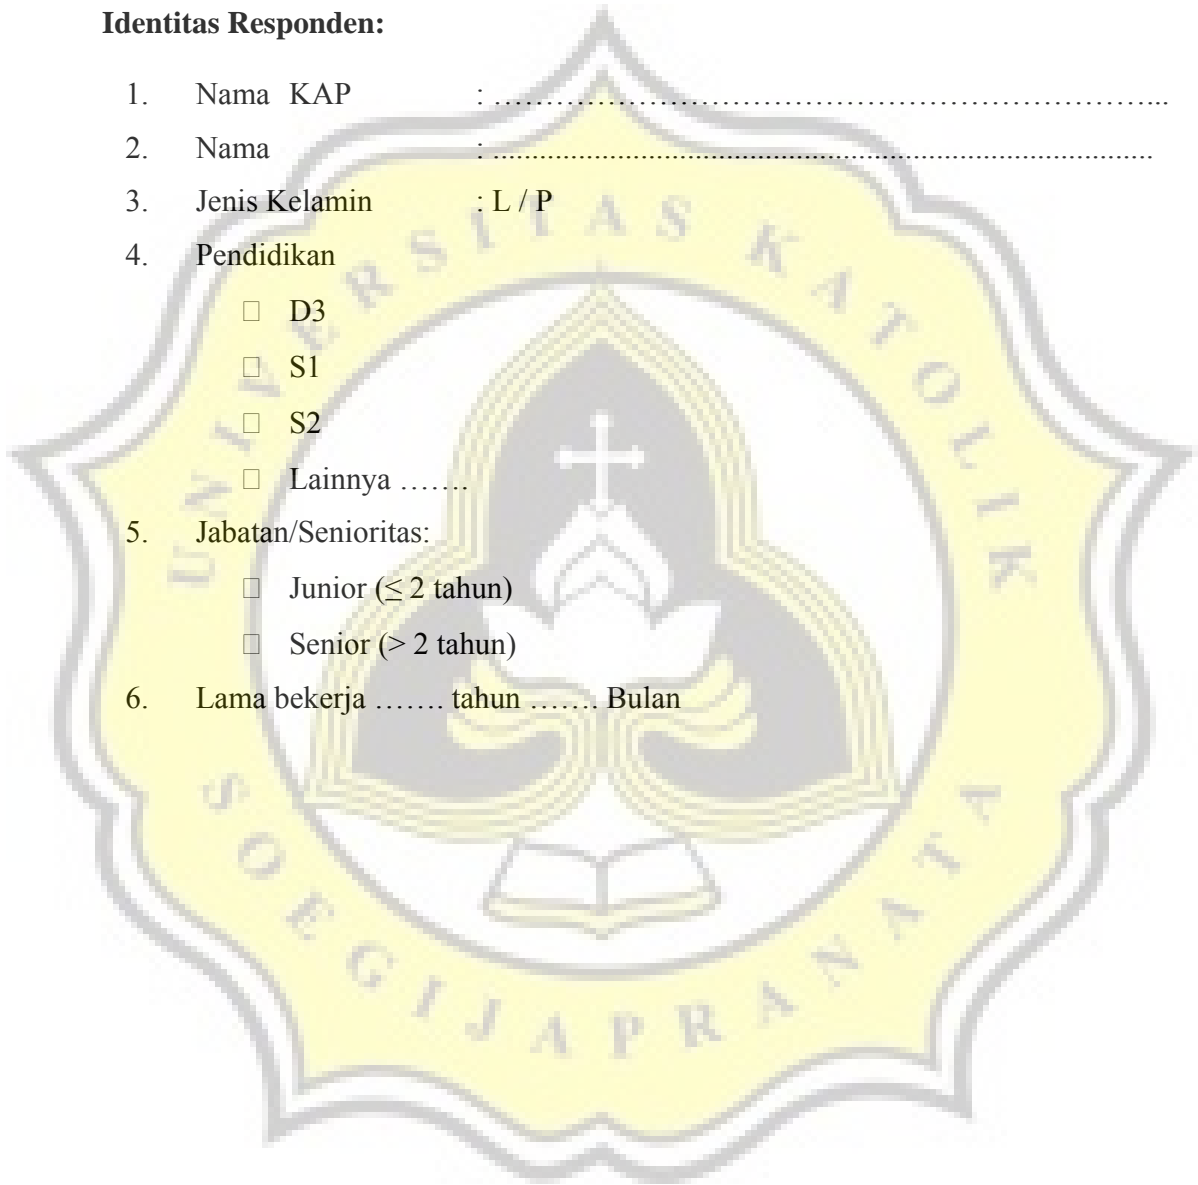 Identitas Responden:
1. Nama KAP : ……………………………………………………………...
2. Nama : .....................................................................................
3. Jenis Kelamin : L / P
4. Pendidikan
□ D3
□ S1
□ S2
□ Lainnya …….
5. Jabatan/Senioritas:
□ Junior (≤ 2 tahun)
□ Senior (> 2 tahun)
6. Lama bekerja ……. tahun ……. Bulan
UNIVERSITAS KATOLIK
SOEGIJAPRANATA